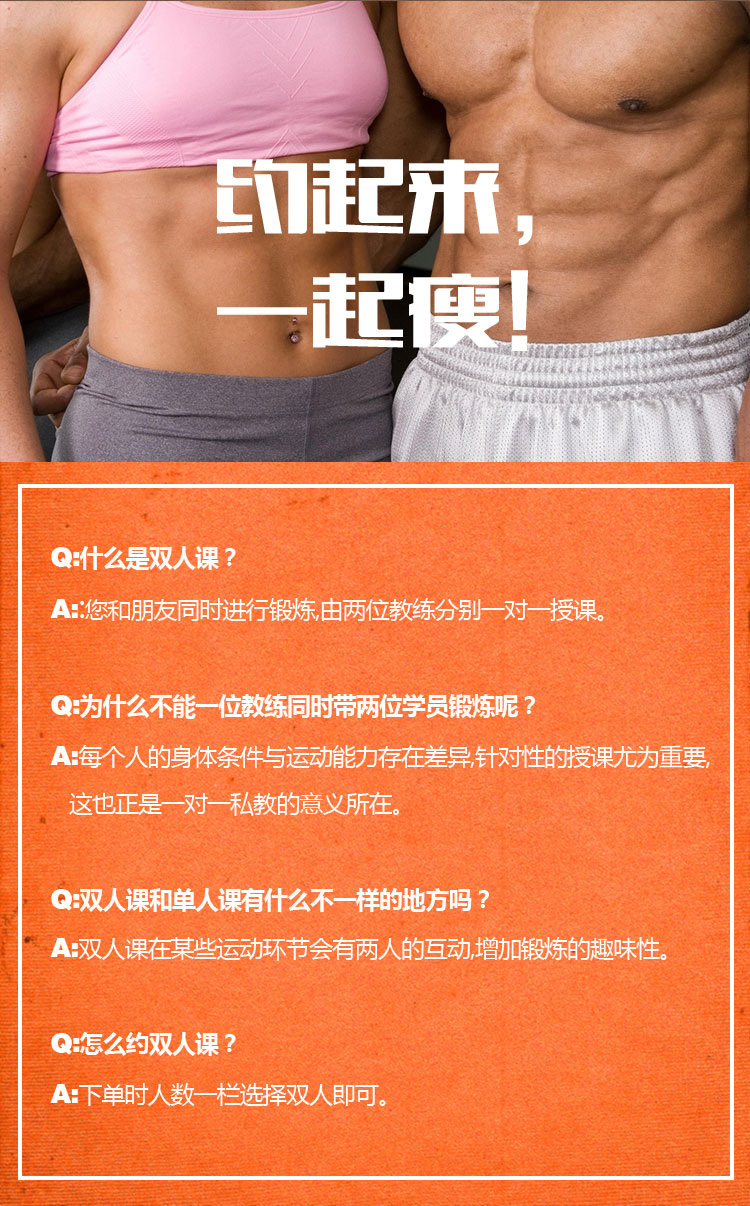 约起来，
一起瘦！
Q:什么是双人课？
A:您和朋友同时进行锻炼,由两位教练分别一对一授课。
Q:为什么不能一位教练同时带两位学员锻炼呢？
A:每个人的身体条件与运动能力存在差异,针对性的授课尤为重要,
这也正是一对一私教的意义所在。
Q:双人课和单人课有什么不一样的地方吗？
A:双人课在某些运动环节会有两人的互动,增加锻炼的趣味性。
Q:怎么约双人课？
A:下单时人数一栏选择双人即可。